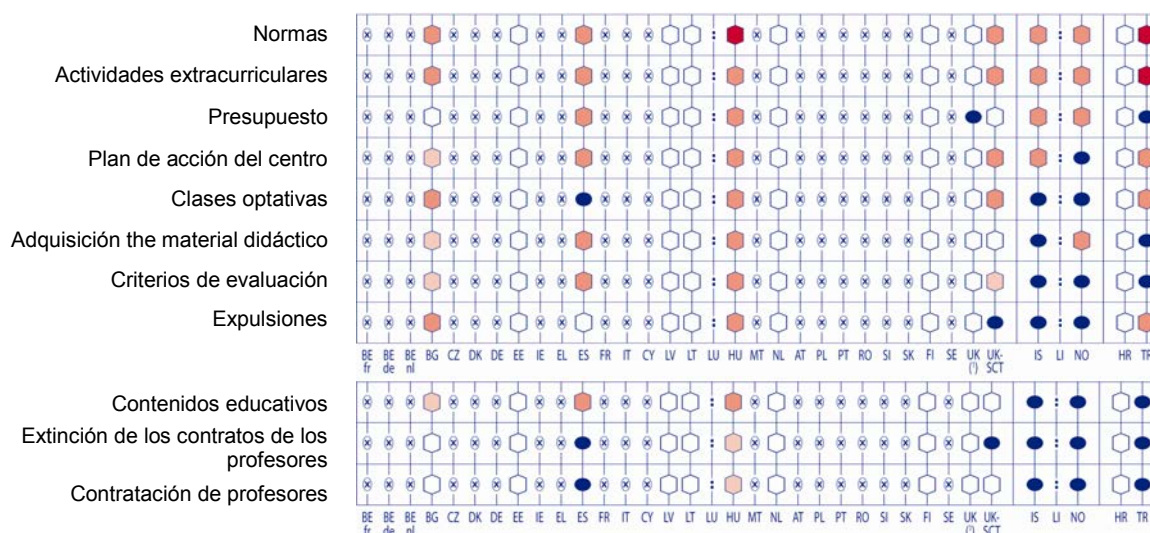 Normas
Actividades extracurriculares
Presupuesto
Plan de acción del centro
Clases optativas
Adquisición the material didáctico
Criterios de evaluación
Expulsiones
BE fr BE de BE nl BG CZ DK DE EE IE EL ES FR IT CY LV LT LU HU MT NL AT PL PT RO SI SK FI SE UK (¹) UK-SCT IS LI NO HR TR
Contenidos educativos
Extinción de los contratos de los
profesores
Contratación de profesores
BE fr BE de BE nl BG CZ DK DE EE IE EL ES FR IT CY LV LT LU HU MT NL AT PL PT RO SI SK FI SE UK (¹) UK-SCT IS LI NO HR TR